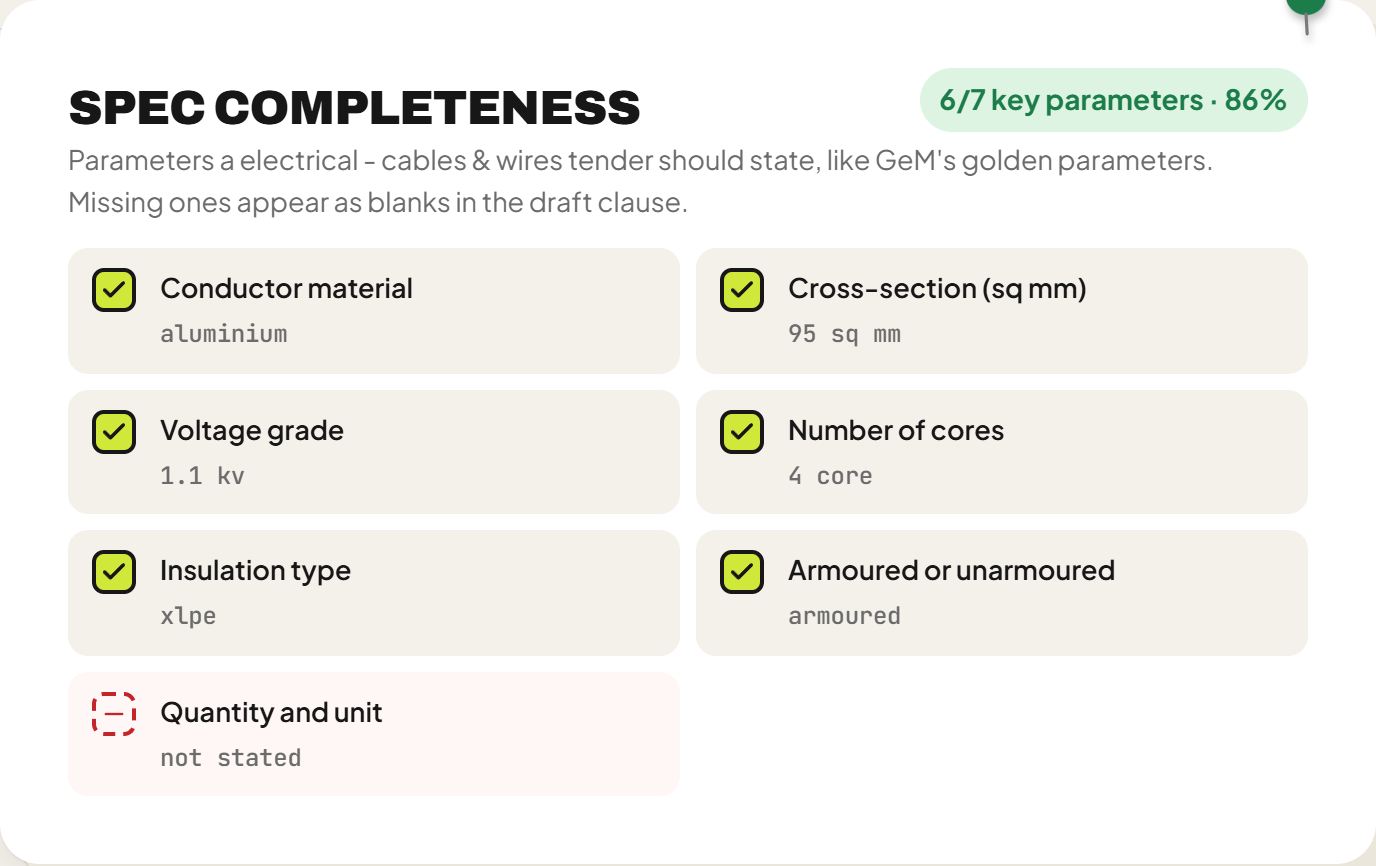 SPEC COMPLETENESS
6/7 key parameters · 86%
Parameters a electrical - cables & wires tender should state, like GeM's golden parameters.
Missing ones appear as blanks in the draft clause.
Conductor material
aluminium
Cross-section (sq mm)
95 sq mm
Voltage grade
1.1 kv
Number of cores
4 core
Insulation type
xlpe
Armoured or unarmoured
armoured
Quantity and unit
not stated